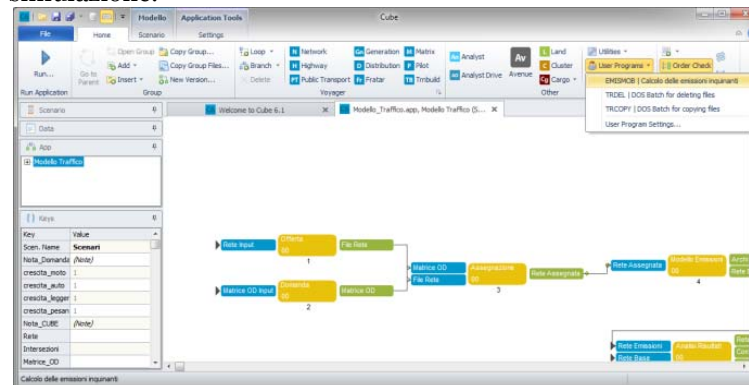 simulazione.
Modello Application Tools Cube
File Home Scenario Settings
Run...
Go to Parent
Open Group
Add
Insert
Copy Group...
Copy Group Files...
New Version...
Loop
Branch
Delete
Network
Highway
Public Transport
Generation
Distribution
Fratar
Matrix
Pilot
Trnbuild
Analyst
Analyst Drive
Av
Avenue
Land
Cluster
Cargo
Utilities
User Programs
Order Check
Run Application Group Voyager Other
EMISMOB | Calcolo delle emissioni inquinanti
TRDEL | DOS Batch for deleting files
TRCOPY | DOS Batch for copying files
User Program Settings...
Scenario
Welcome to Cube 6.1
Modello_Traffico.app, Modello Traffico (S...
Data
App
Modello Traffico
Keys
Key Value
Scen. Name Scenari
Nota_Domanda (Note)
crescita_moto 1
crescita_auto 1
crescita_legger 1
crescita_pesan 1
Nota_CUBE (Note)
Rete
Intersezioni
Matrice_OD
Rete Input Offerta 00 File Rete
1
Matrice OD Input Domanda 00 Matrice OD
2
Matrice OD Assegnazione Rete Assegnata
File Rete 00
3
Rete Assegnata Modello Emissioni
00
4
Rete Emissioni Analisi Risultati
Rete Base 00
Calcolo delle emissioni inquinanti